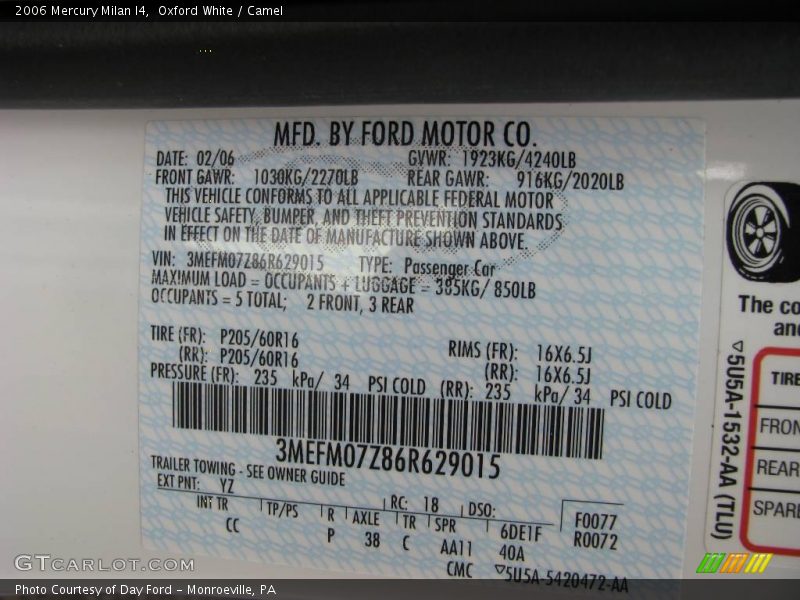 2006 Mercury Milan I4,  Oxford White / Camel
MFD. BY FORD MOTOR CO.
DATE: 02/06 GVWR: 1923KG/4240LB
FRONT GAWR: 1030KG/2270LB REAR GAWR: 916KG/2020LB
THIS VEHICLE CONFORMS TO ALL APPLICABLE FEDERAL MOTOR
VEHICLE SAFETY, BUMPER, AND THEFT PREVENTION STANDARDS
IN EFFECT ON THE DATE OF MANUFACTURE SHOWN ABOVE.
VIN: 3MEFM07Z86R629015 TYPE: Passenger Car
MAXIMUM LOAD = OCCUPANTS + LUGGAGE = 385KG/ 850LB
OCCUPANTS = 5 TOTAL; 2 FRONT, 3 REAR
TIRE (FR): P205/60R16 RIMS (FR): 16X6.5J
(RR): P205/60R16 (RR): 16X6.5J
PRESSURE (FR): 235 kPa/ 34 PSI COLD (RR): 235 kPa/ 34 PSI COLD
3MEFM07Z86R629015
TRAILER TOWING - SEE OWNER GUIDE
EXT PNT: YZ RC: 18 DSO:
INT TR TP/PS R AXLE TR SPR 6DE1F F0077
CC P 38 C AA11 40A R0072
CMC ▽5U5A-5420472-AA
The co
and
▽5U5A-1532-AA (TLU)
TIRE
FRON
REAR
SPARE
GTCARLOT.COM
Photo Courtesy of Day Ford – Monroeville, PA